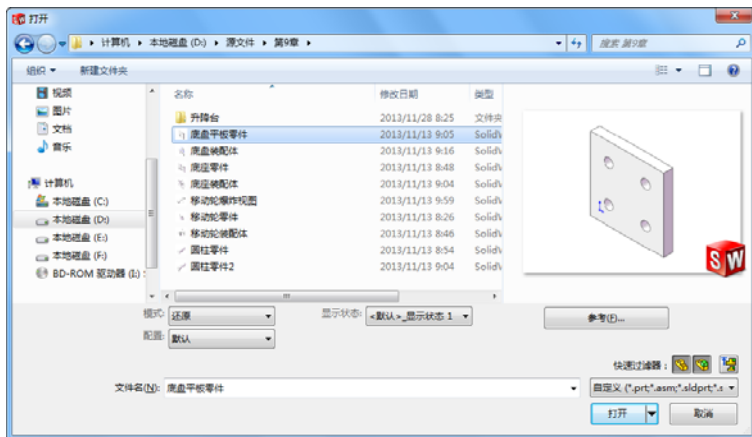 打开
计算机 ▸ 本地磁盘 (D:) ▸ 源文件 ▸ 第9章 ▸
搜索 第9章
组织 新建文件夹
视频
图片
文档
音乐
计算机
本地磁盘 (C:)
本地磁盘 (D:)
本地磁盘 (E:)
本地磁盘 (F:)
BD-ROM 驱动器 (I:)
名称 修改日期 类型
升降台 2013/11/28 8:25 文件夹
底盘平板零件 2013/11/13 9:05 SolidW
底盘装配体 2013/11/13 9:16 SolidW
底座零件 2013/11/13 8:48 SolidW
底座装配体 2013/11/13 9:04 SolidW
移动轮爆炸视图 2013/11/13 9:59 SolidW
移动轮零件 2013/11/13 8:26 SolidW
移动轮装配体 2013/11/13 8:46 SolidW
圆柱零件 2013/11/13 8:54 SolidW
圆柱零件2 2013/11/13 9:04 SolidW
SW
模式: 还原
显示状态: <默认>_显示状态 1
参考(F)...
配置: 默认
快速过滤器:
文件名(N): 底盘平板零件
自定义 (*.prt;*.asm;*.sldprt;*.s
打开 取消